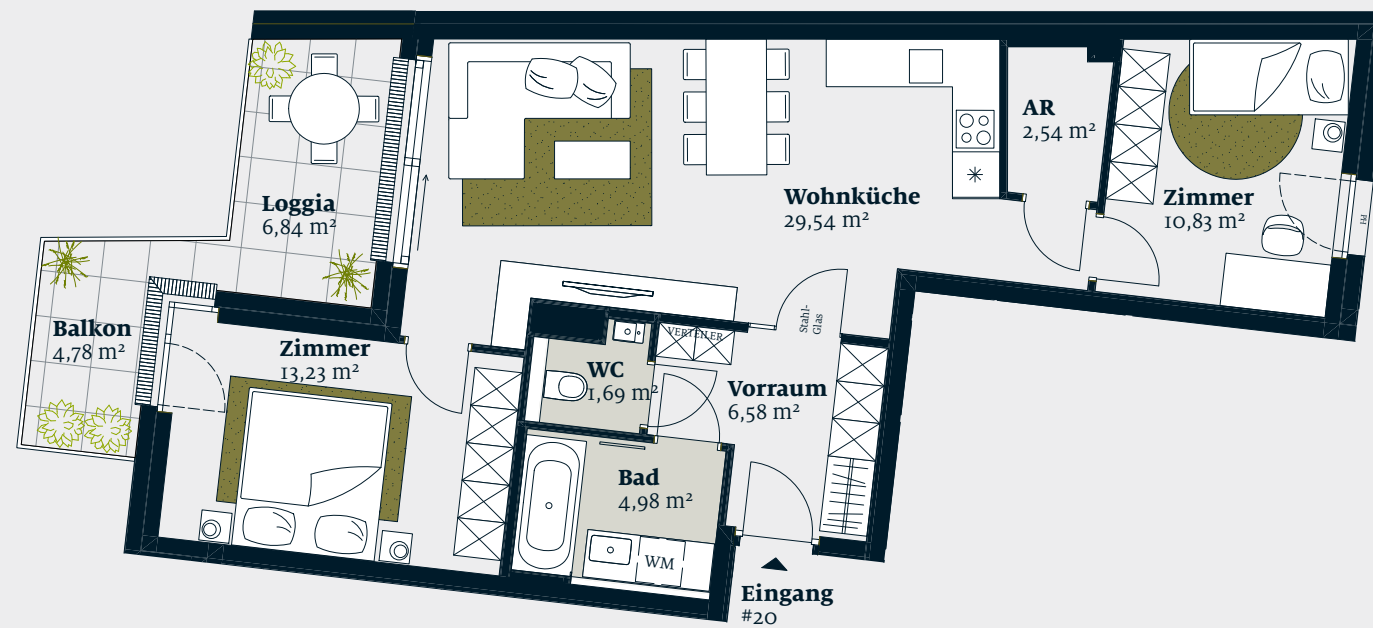 AR
2,54 m²
Zimmer
10,83 m²
FPH
Wohnküche
29,54 m²
Loggia
6,84 m²
Balkon
4,78 m²
Zimmer
13,23 m²
Stahl-
Glas
VERTEILER
WC
1,69 m²
Vorraum
6,58 m²
Bad
4,98 m²
WM
Eingang
#20